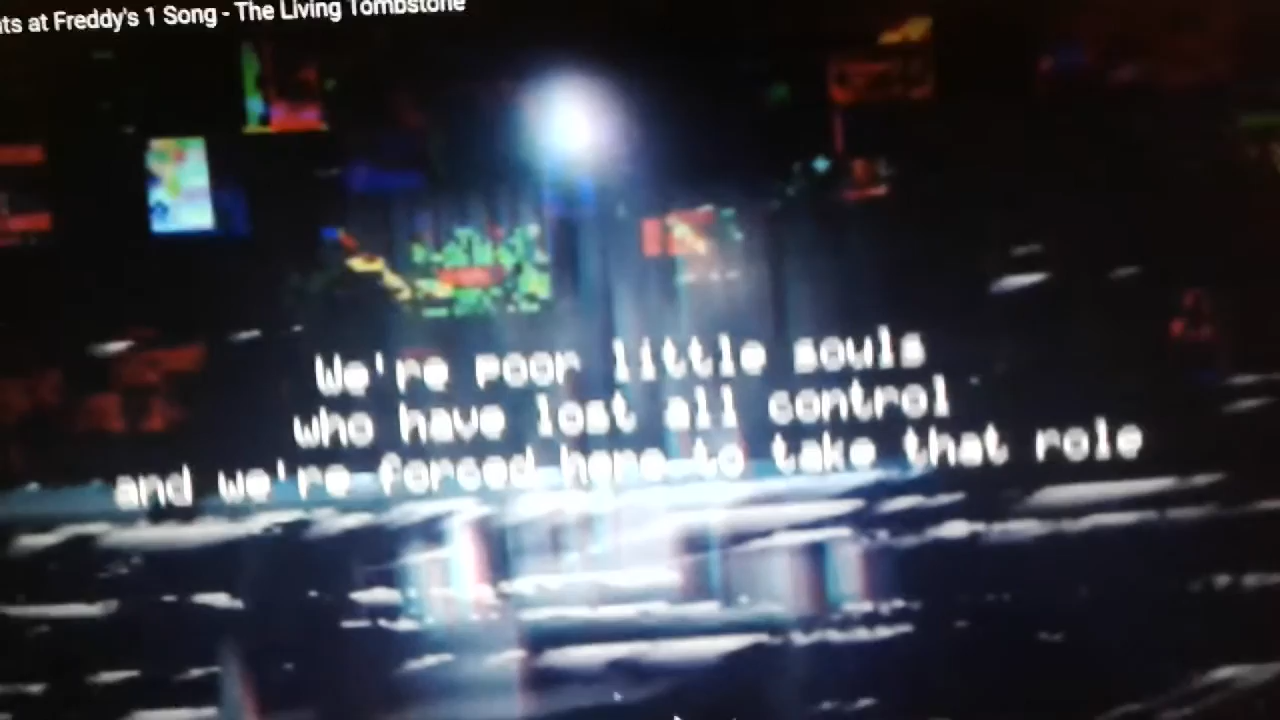 ts at Freddy's 1 Song - The Living Tombstone
We're poor little souls
who have lost all control
and we're forced here to take that role